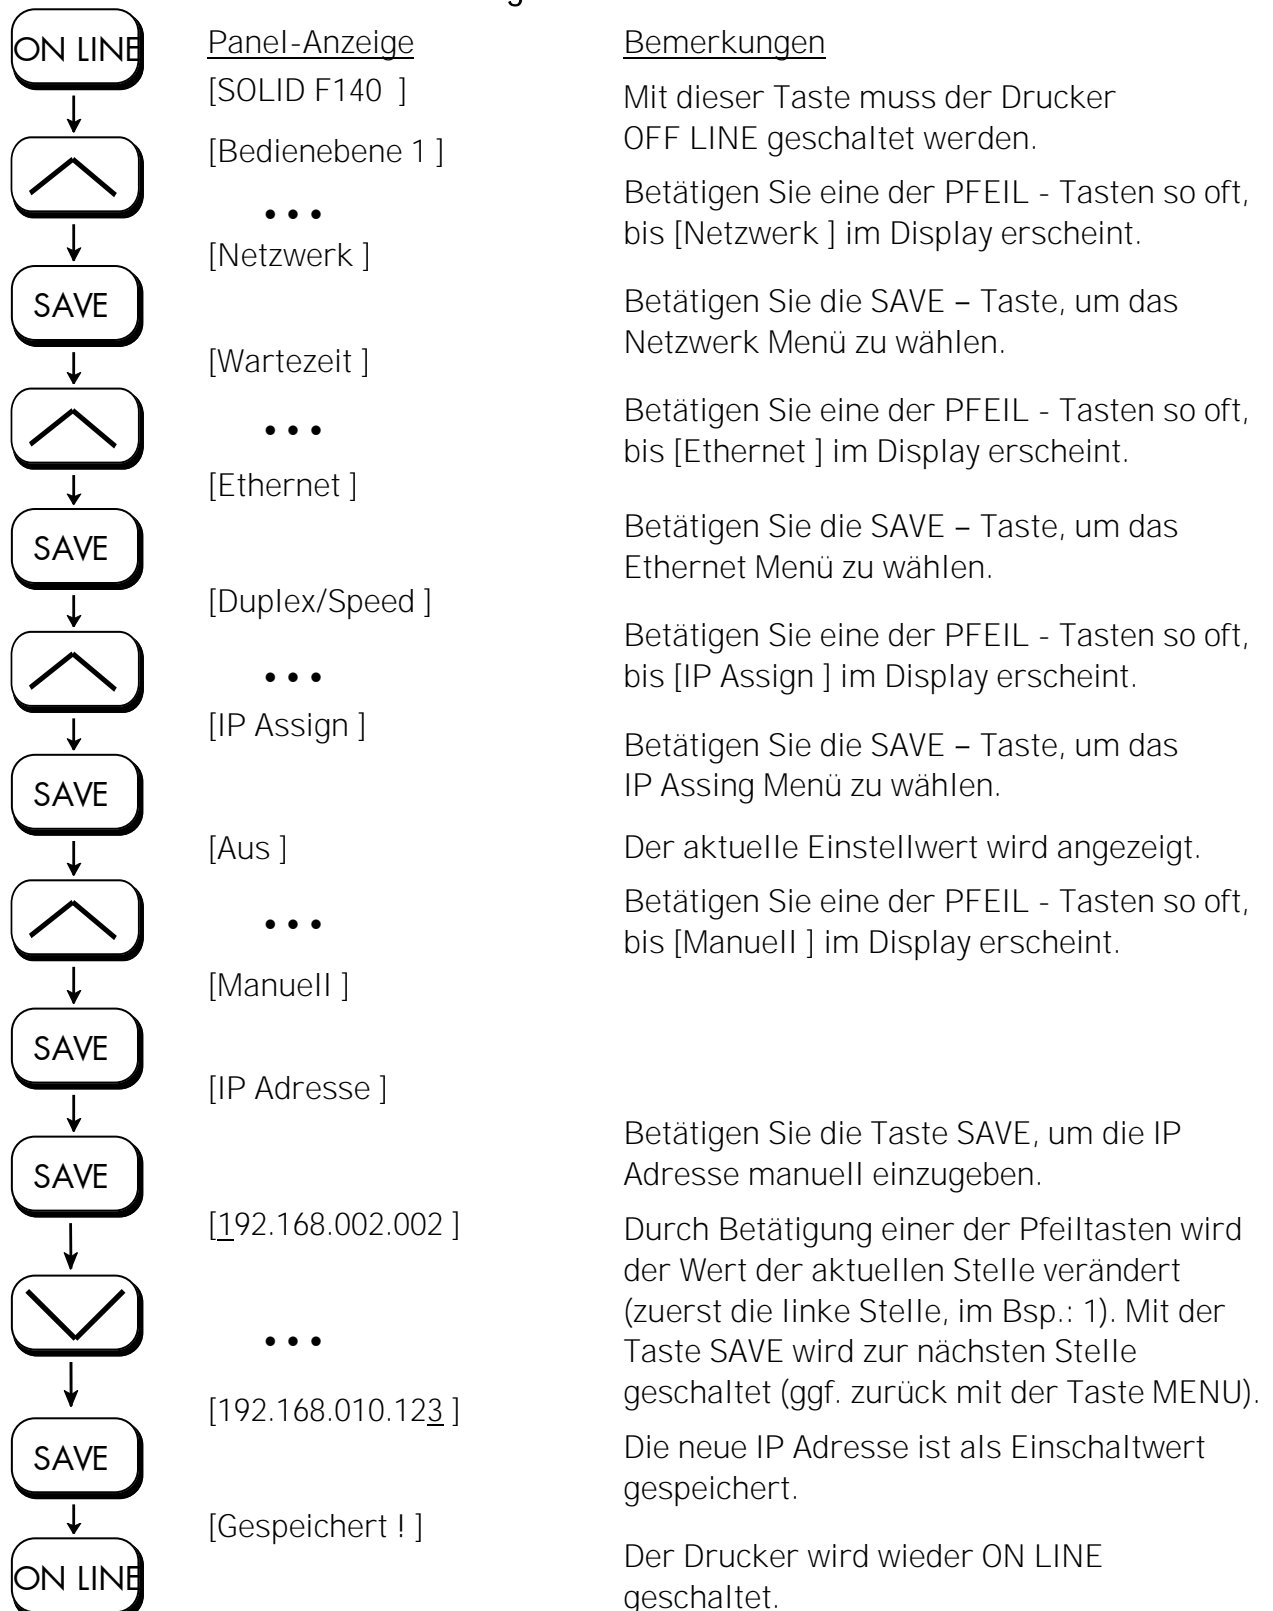 ON LINE
Panel-Anzeige
Bemerkungen
[SOLID F140 ]
Mit dieser Taste muss der Drucker
OFF LINE geschaltet werden.
[Bedienebene 1 ]
• • •
Betätigen Sie eine der PFEIL - Tasten so oft,
bis [Netzwerk ] im Display erscheint.
[Netzwerk ]
SAVE
Betätigen Sie die SAVE – Taste, um das
Netzwerk Menü zu wählen.
[Wartezeit ]
• • •
Betätigen Sie eine der PFEIL - Tasten so oft,
bis [Ethernet ] im Display erscheint.
[Ethernet ]
SAVE
Betätigen Sie die SAVE – Taste, um das
Ethernet Menü zu wählen.
[Duplex/Speed ]
• • •
Betätigen Sie eine der PFEIL - Tasten so oft,
bis [IP Assign ] im Display erscheint.
[IP Assign ]
SAVE
Betätigen Sie die SAVE – Taste, um das
IP Assing Menü zu wählen.
[Aus ]
Der aktuelle Einstellwert wird angezeigt.
• • •
Betätigen Sie eine der PFEIL - Tasten so oft,
bis [Manuell ] im Display erscheint.
[Manuell ]
SAVE
[IP Adresse ]
SAVE
Betätigen Sie die Taste SAVE, um die IP
Adresse manuell einzugeben.
[192.168.002.002 ]
Durch Betätigung einer der Pfeiltasten wird
der Wert der aktuellen Stelle verändert
(zuerst die linke Stelle, im Bsp.: 1). Mit der
Taste SAVE wird zur nächsten Stelle
geschaltet (ggf. zurück mit der Taste MENU).
• • •
[192.168.010.123 ]
SAVE
Die neue IP Adresse ist als Einschaltwert
gespeichert.
[Gespeichert ! ]
ON LINE
Der Drucker wird wieder ON LINE
geschaltet.